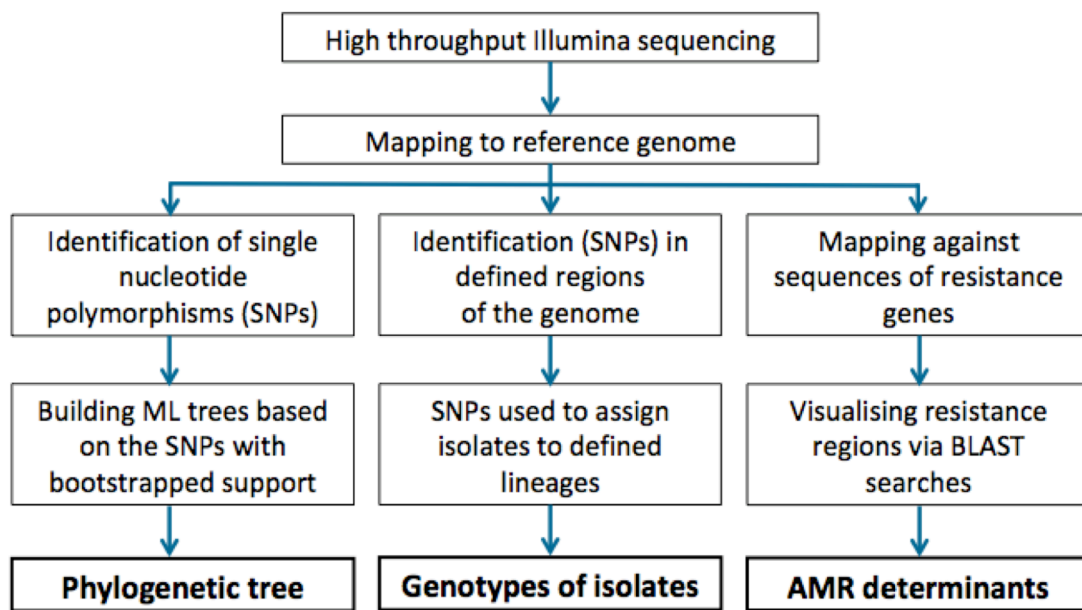 High throughput Illumina sequencing
Mapping to reference genome
Identification of single
nucleotide
polymorphisms (SNPs)
Identification (SNPs) in
defined regions
of the genome
Mapping against
sequences of resistance
genes
Building ML trees based
on the SNPs with
bootstrapped support
SNPs used to assign
isolates to defined
lineages
Visualising resistance
regions via BLAST
searches
Phylogenetic tree
Genotypes of isolates
AMR determinants